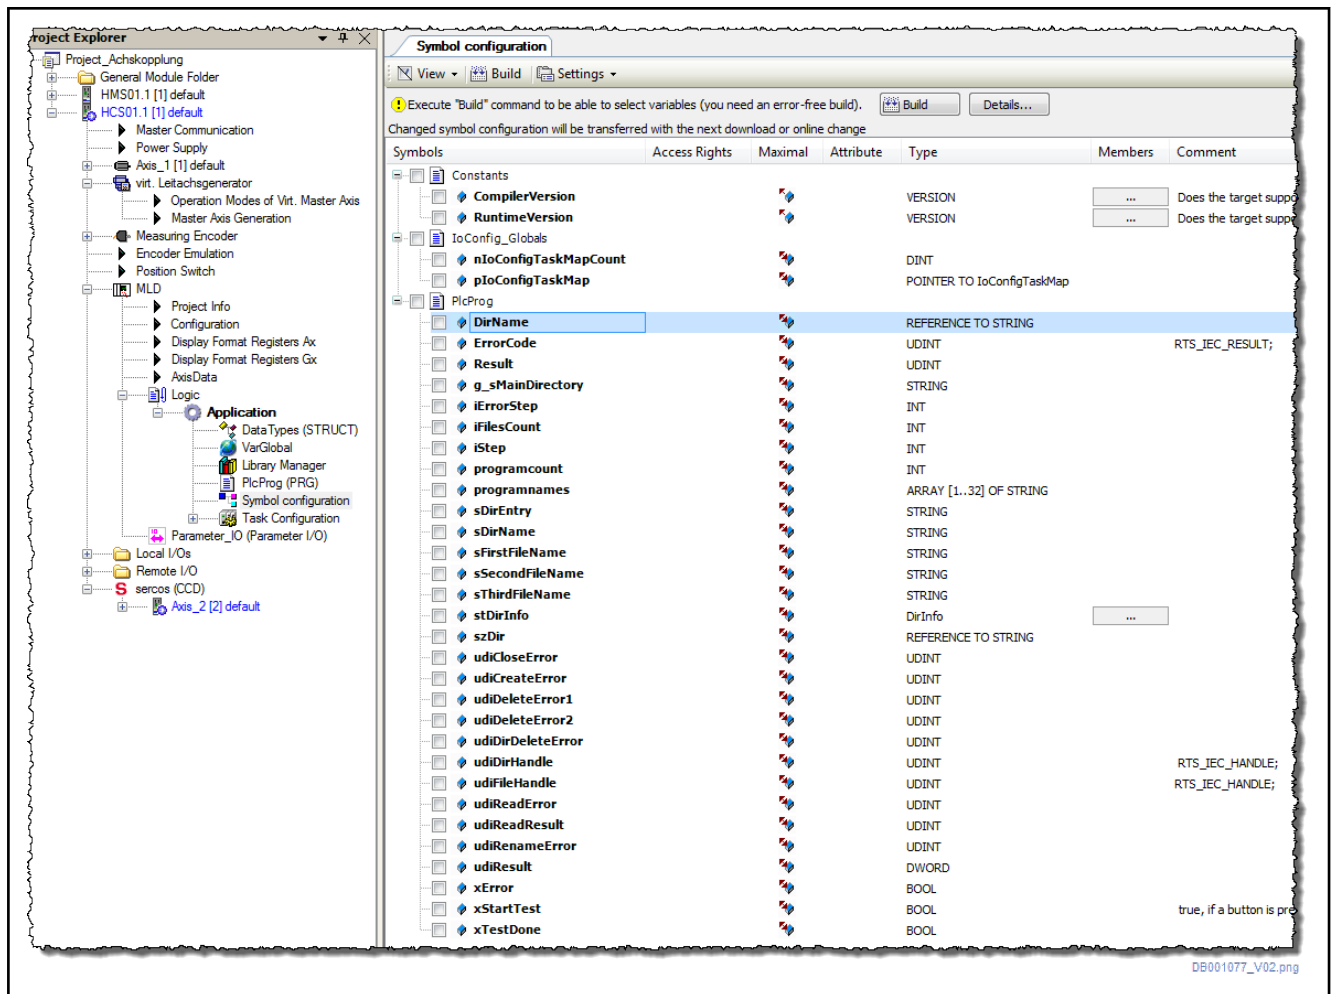 roject Explorer
Project_Achskopplung
General Module Folder
HMS01.1 [1] default
HCS01.1 [1] default
Master Communication
Power Supply
Axis_1 [1] default
virt. Leitachsgenerator
Operation Modes of Virt. Master Axis
Master Axis Generation
Measuring Encoder
Encoder Emulation
Position Switch
MLD
Project Info
Configuration
Display Format Registers Ax
Display Format Registers Gx
AxisData
Logic
Application
DataTypes (STRUCT)
VarGlobal
Library Manager
PlcProg (PRG)
Symbol configuration
Task Configuration
Parameter_IO (Parameter I/O)
Local I/Os
Remote I/O
sercos (CCD)
Axis_2 [2] default
Symbol configuration
View Build Settings
Execute "Build" command to be able to select variables (you need an error-free build). Build Details...
Changed symbol configuration will be transferred with the next download or online change
Symbols Access Rights Maximal Attribute Type Members Comment
Constants
CompilerVersion VERSION ... Does the target suppo
RuntimeVersion VERSION ... Does the target suppo
IoConfig_Globals
nIoConfigTaskMapCount DINT
pIoConfigTaskMap POINTER TO IoConfigTaskMap
PlcProg
DirName REFERENCE TO STRING
ErrorCode UDINT RTS_IEC_RESULT;
Result UDINT
g_sMainDirectory STRING
iErrorStep INT
iFilesCount INT
iStep INT
programcount INT
programnames ARRAY [1..32] OF STRING
sDirEntry STRING
sDirName STRING
sFirstFileName STRING
sSecondFileName STRING
sThirdFileName STRING
stDirInfo DirInfo ...
szDir REFERENCE TO STRING
udiCloseError UDINT
udiCreateError UDINT
udiDeleteError1 UDINT
udiDeleteError2 UDINT
udiDirDeleteError UDINT
udiDirHandle UDINT RTS_IEC_HANDLE;
udiFileHandle UDINT RTS_IEC_HANDLE;
udiReadError UDINT
udiReadResult UDINT
udiRenameError UDINT
udiResult DWORD
xError BOOL
xStartTest BOOL true, if a button is pre
xTestDone BOOL
DB001077_V02.png